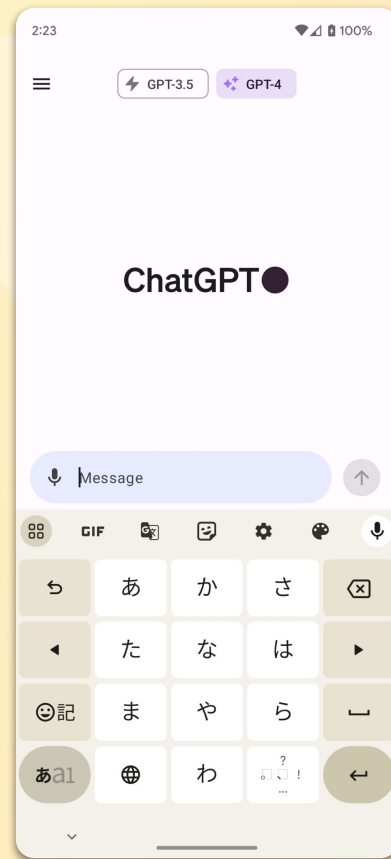 2:23
100%
GPT-3.5
GPT-4
ChatGPT
Message
GIF
あ
か
さ
た
な
は
記
ま
や
ら
あa1
わ
?
。、!
...